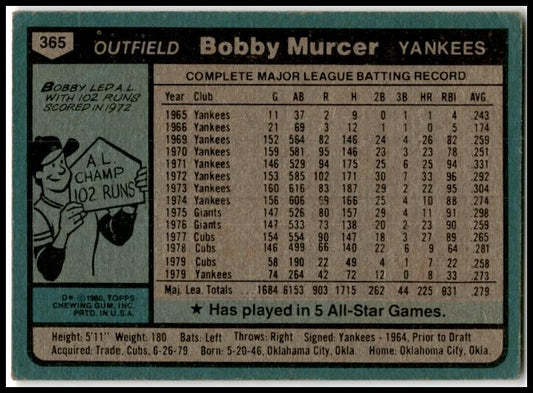 365 OUTFIELD Bobby Murcer YANKEES
BOBBY LED A.L.
WITH 102 RUNS
SCORED IN 1972.
A.L.
CHAMP
102 RUNS
D* © 1980, TOPPS
CHEWING GUM, INC.
PRTD. IN U.S.A.
COMPLETE MAJOR LEAGUE BATTING RECORD
Year Club G AB R H 2B 3B HR RBI AVG.
1965 Yankees 11 37 2 9 0 1 1 4 .243
1966 Yankees 21 69 3 12 1 1 0 5 .174
1969 Yankees 152 564 82 146 24 4 26 82 .259
1970 Yankees 159 581 95 146 23 3 23 78 .251
1971 Yankees 146 529 94 175 25 6 25 94 .331
1972 Yankees 153 585 102 171 30 7 33 96 .292
1973 Yankees 160 616 83 187 29 2 22 95 .304
1974 Yankees 156 606 69 166 25 4 10 88 .274
1975 Giants 147 526 80 157 29 4 11 91 .298
1976 Giants 147 533 73 138 20 2 23 90 .259
1977 Cubs 154 554 90 147 18 3 27 89 .265
1978 Cubs 146 499 66 140 22 6 9 64 .281
1979 Cubs 58 190 22 49 4 1 7 22 .258
1979 Yankees 74 264 42 72 12 0 8 33 .273
Maj. Lea. Totals . . . 1684 6153 903 1715 262 44 225 831 .279
★ Has played in 5 All-Star Games.
Height: 5'11" Weight: 180 Bats: Left Throws: Right Signed: Yankees - 1964, Prior to Draft
Acquired: Trade, Cubs, 6-26-79 Born: 5-20-46, Oklahoma City, Okla. Home: Oklahoma City, Okla.